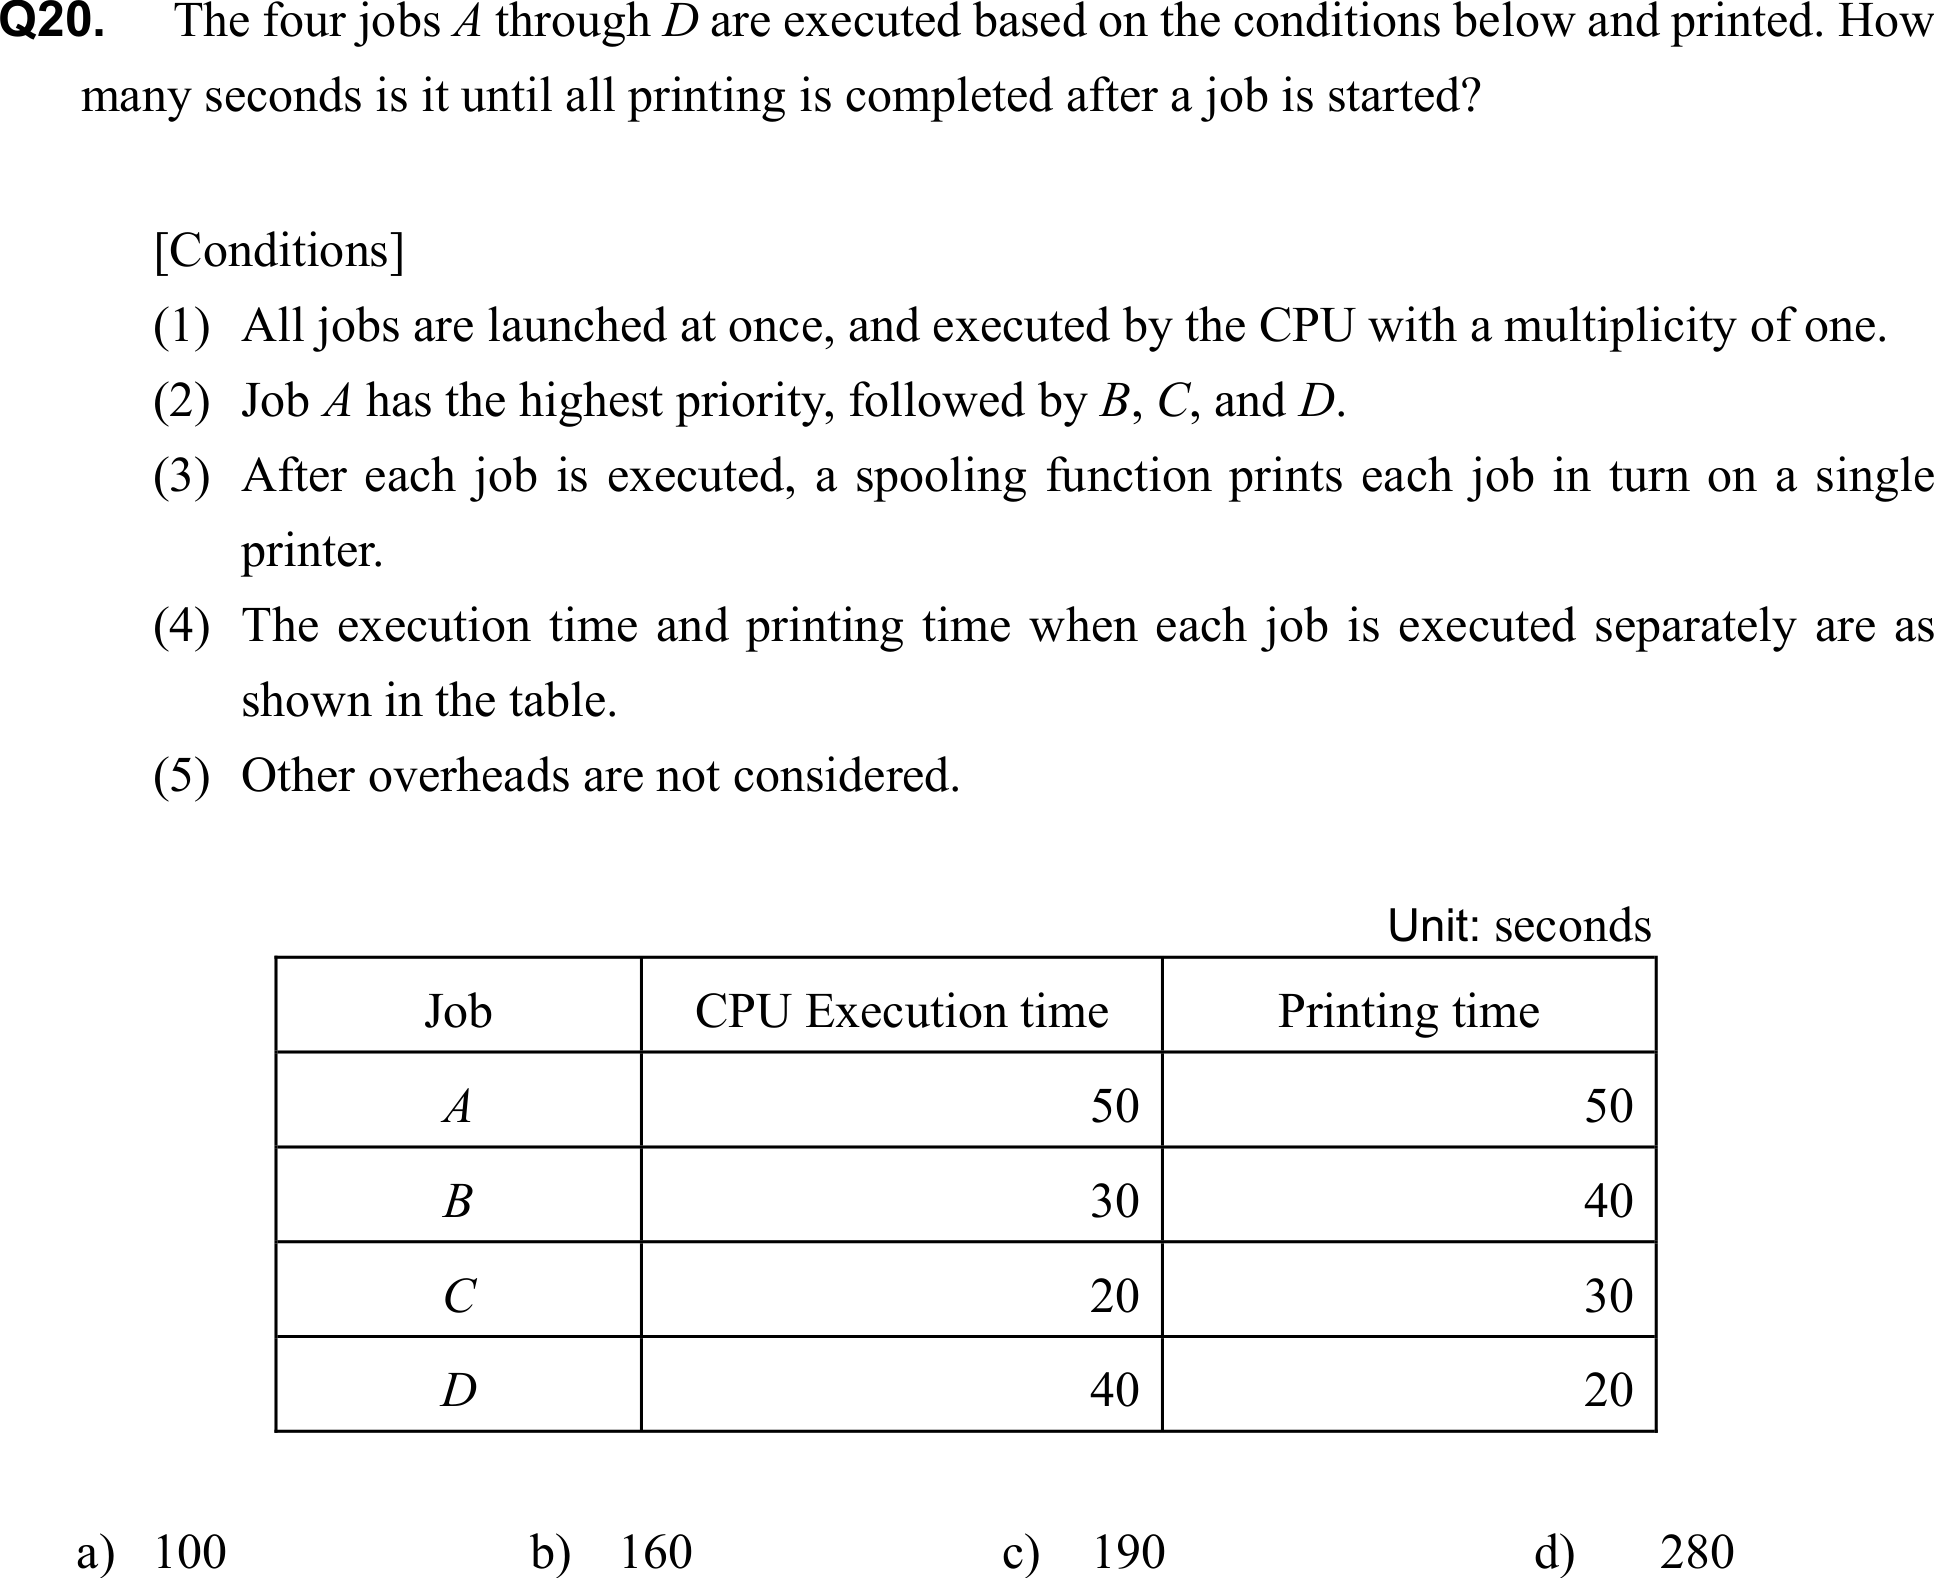 Q20. The four jobs A through D are executed based on the conditions below and printed. How
many seconds is it until all printing is completed after a job is started?
[Conditions]
(1) All jobs are launched at once, and executed by the CPU with a multiplicity of one.
(2) Job A has the highest priority, followed by B, C, and D.
(3) After each job is executed, a spooling function prints each job in turn on a single
printer.
(4) The execution time and printing time when each job is executed separately are as
shown in the table.
(5) Other overheads are not considered.
Unit: seconds
Job CPU Execution time Printing time
A 50 50
B 30 40
C 20 30
D 40 20
a) 100 b) 160 c) 190 d) 280